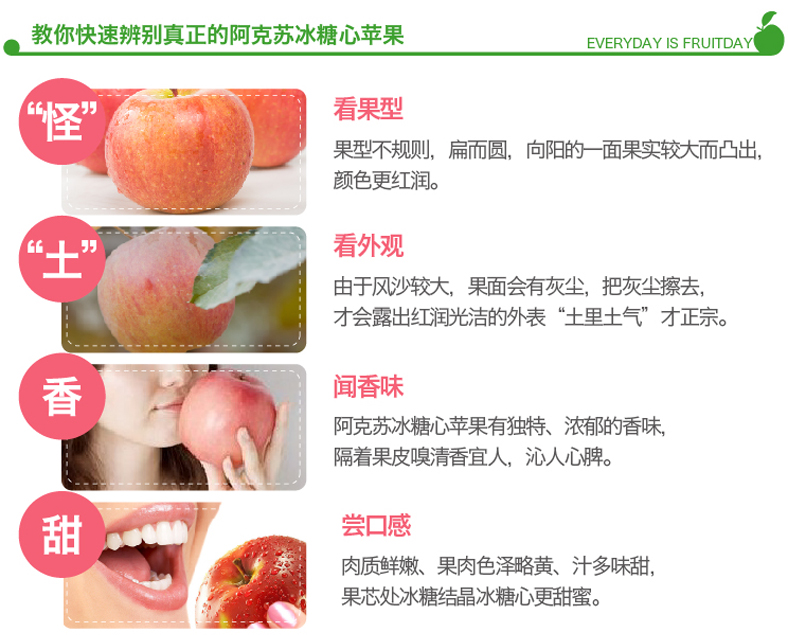 教你快速辨别真正的阿克苏冰糖心苹果
EVERYDAY IS FRUITDAY
“怪”
看果型
果型不规则，扁而圆，向阳的一面果实较大而凸出，
颜色更红润。
“土”
看外观
由于风沙较大，果面会有灰尘，把灰尘擦去，
才会露出红润光洁的外表“土里土气”才正宗。
香
闻香味
阿克苏冰糖心苹果有独特、浓郁的香味，
隔着果皮嗅清香宜人，沁人心脾。
甜
尝口感
肉质鲜嫩、果肉色泽略黄、汁多味甜，
果芯处冰糖结晶冰糖心更甜蜜。